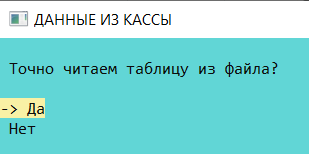 ДАННЫЕ ИЗ КАССЫ
Точно читаем таблицу из файла?
-> Да
Нет